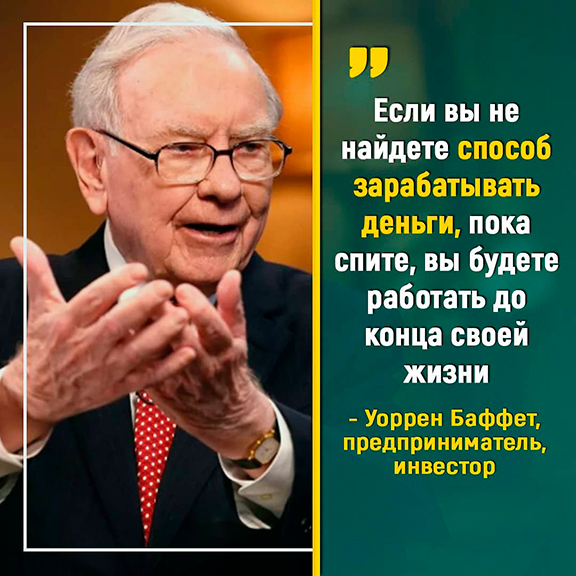 Если вы не
найдете способ
зарабатывать
деньги, пока
спите, вы будете
работать до
конца своей
жизни
- Уоррен Баффет,
предприниматель,
инвестор